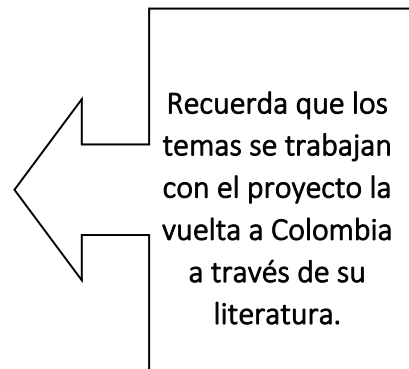 Recuerda que los
temas se trabajan
con el proyecto la
vuelta a Colombia
a través de su
literatura.